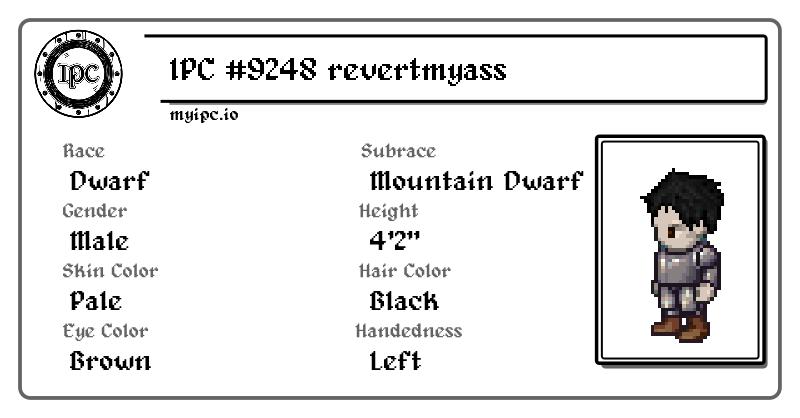 IPC
IPC #9248 revertmyass
myipc.io
Race
Subrace
Dwarf
Mountain Dwarf
Gender
Height
Male
4'2"
Skin Color
Hair Color
Pale
Black
Eye Color
Handedness
Brown
Left